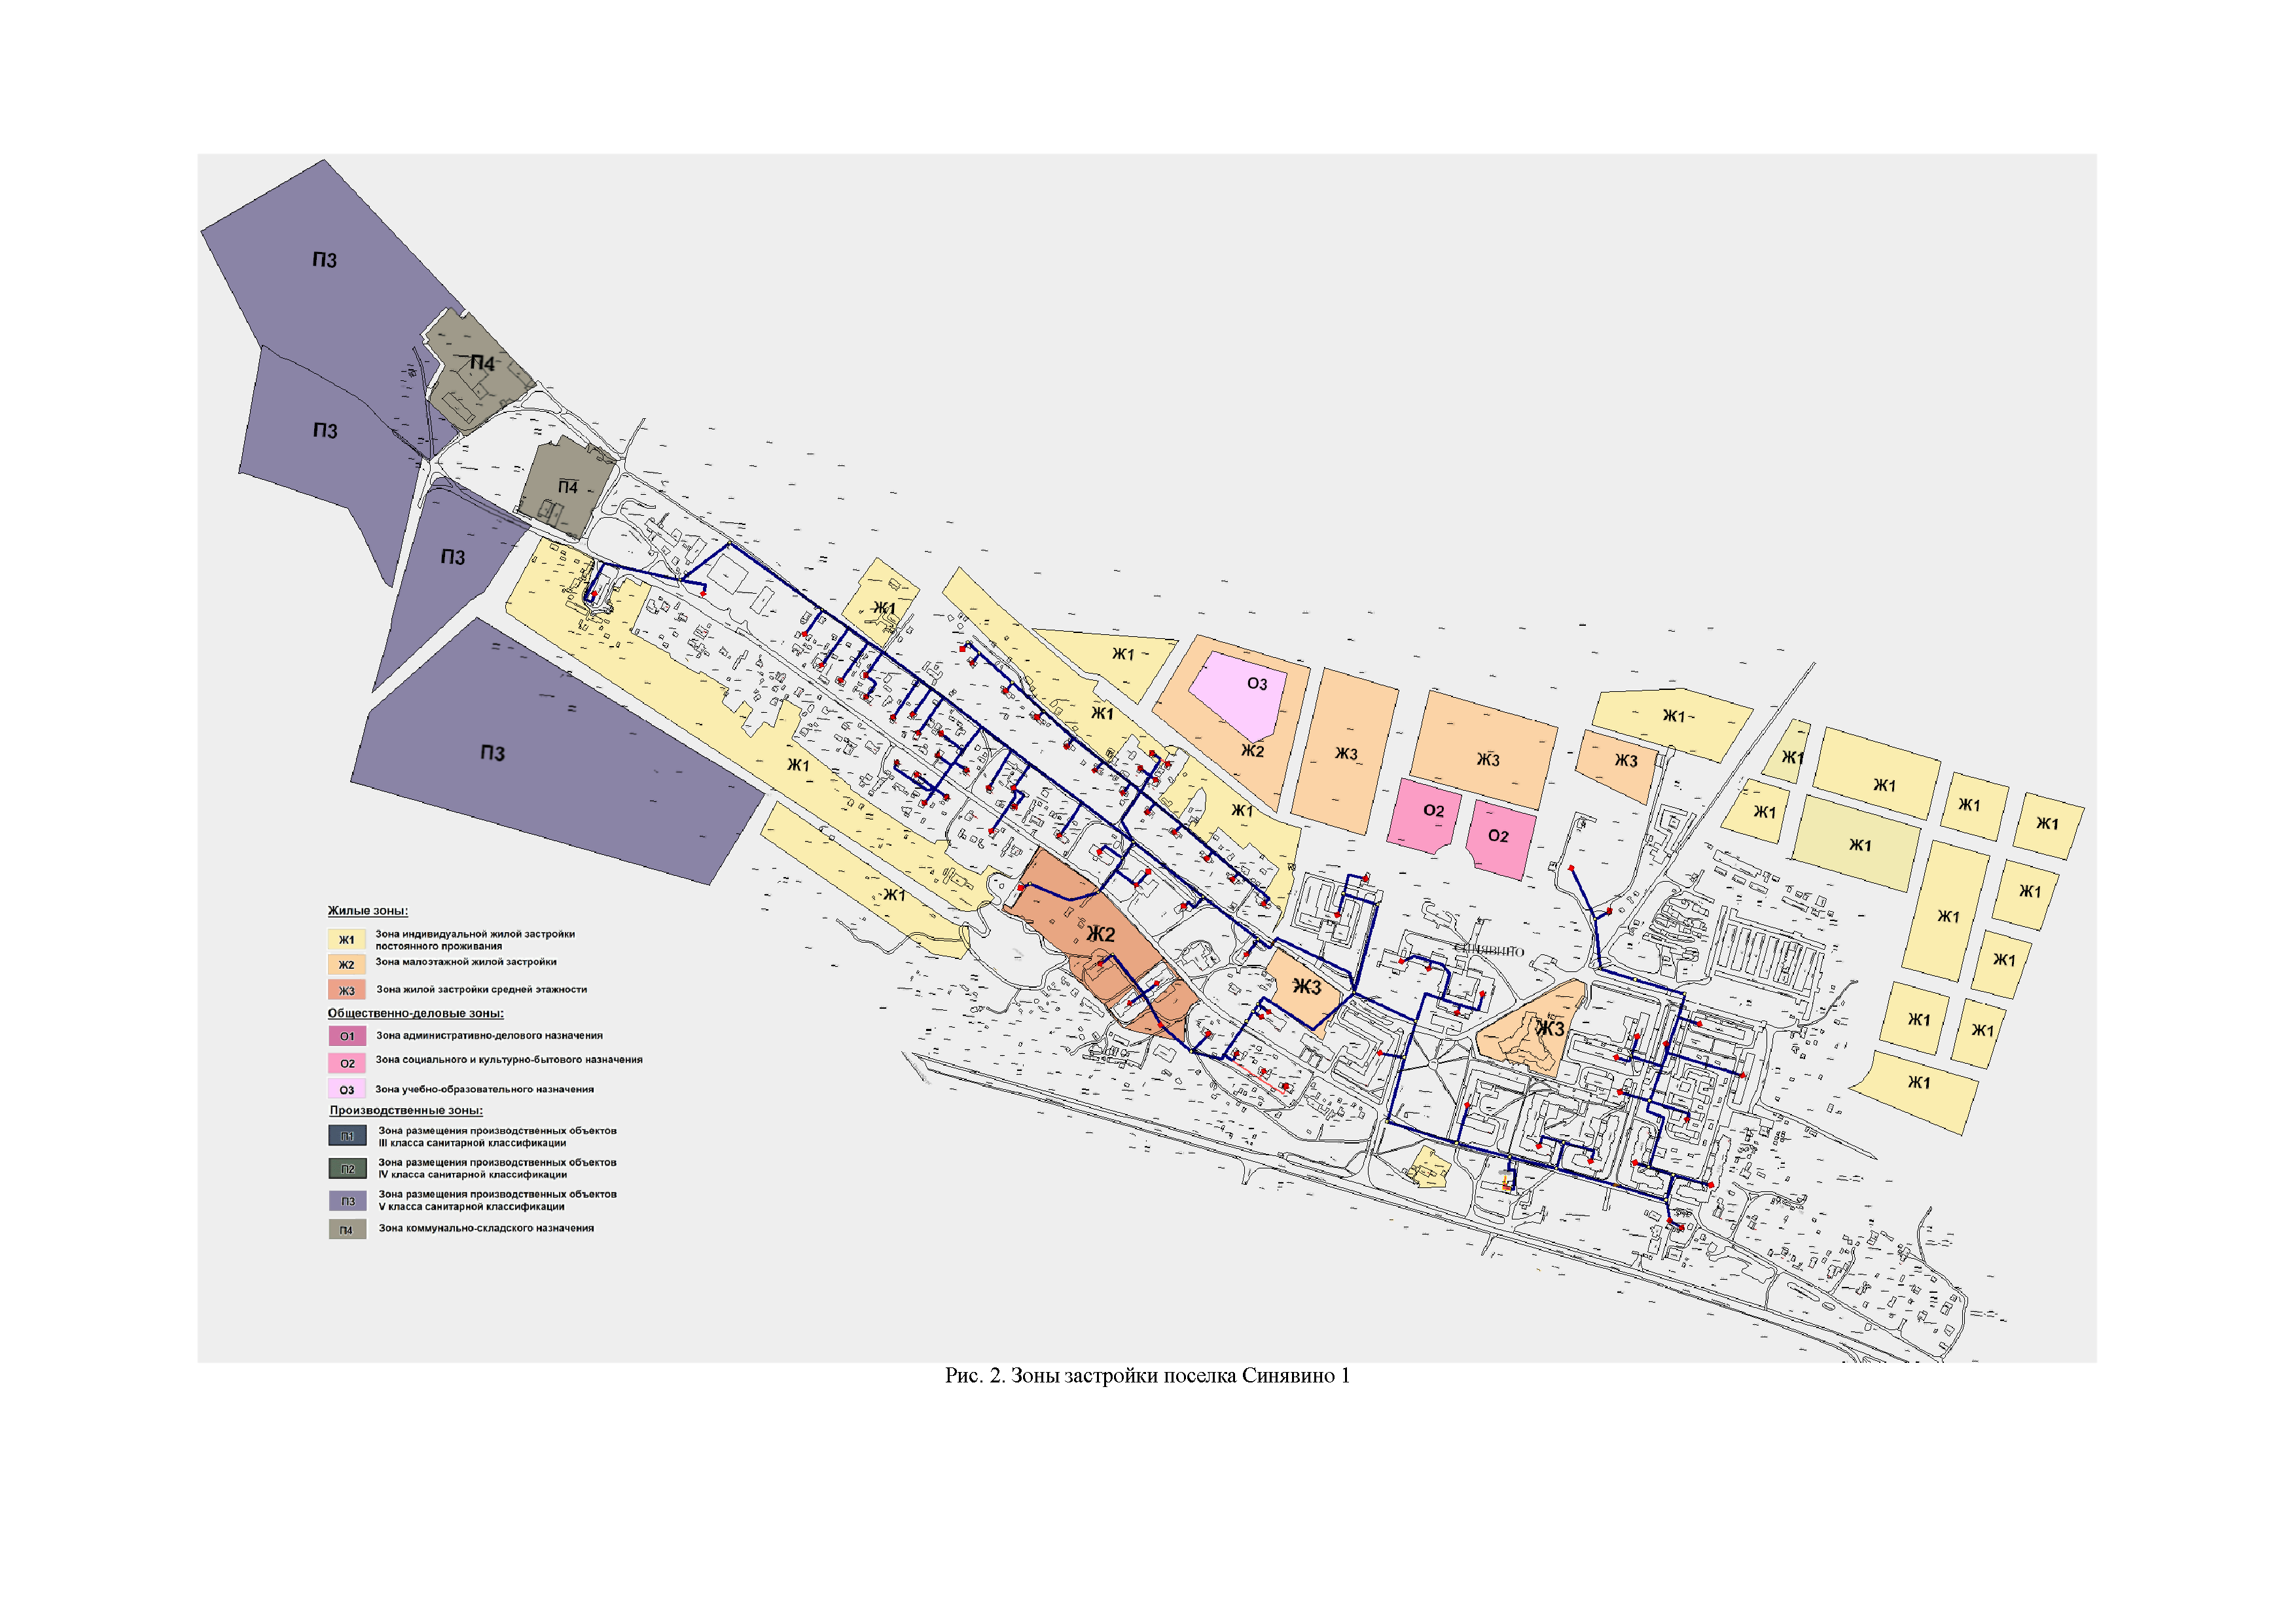 П3
П4
П3
П4
П3
Ж1
Ж1
О3
Ж1
Ж1
П3
Ж2
Ж3
Ж3
Ж3
Ж1
Ж1
Ж1
Ж1
Ж1
Ж1
О2
Ж1
Ж1
Ж1
О2
Ж1
Ж1
Ж1
Ж1
Ж2
СИНЯВИНО
Ж1
Ж3
Ж1
Ж3
Ж1
Ж1
Жилые зоны:
Ж1 Зона индивидуальной жилой застройки
постоянного проживания
Ж2 Зона малоэтажной жилой застройки
Ж3 Зона жилой застройки средней этажности
Общественно-деловые зоны:
О1 Зона административно-делового назначения
О2 Зона социального и культурно-бытового назначения
О3 Зона учебно-образовательного назначения
Производственные зоны:
П1 Зона размещения производственных объектов
III класса санитарной классификации
П2 Зона размещения производственных объектов
IV класса санитарной классификации
П3 Зона размещения производственных объектов
V класса санитарной классификации
П4 Зона коммунально-складского назначения
Рис. 2. Зоны застройки поселка Синявино 1